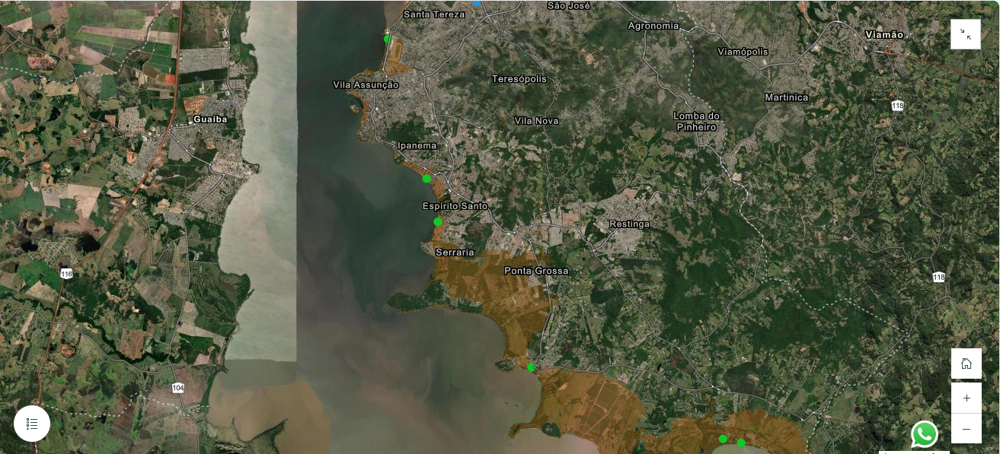 São José
Santa Tereza
Agronomia
Viamão
Viamópolis
Teresópolis
Vila Assunção
Martinica
118
Guaíba
Vila Nova
Lomba do
Pinheiro
Ipanema
Espírito Santo
Restinga
Serraria
Ponta Grossa
116
118
104